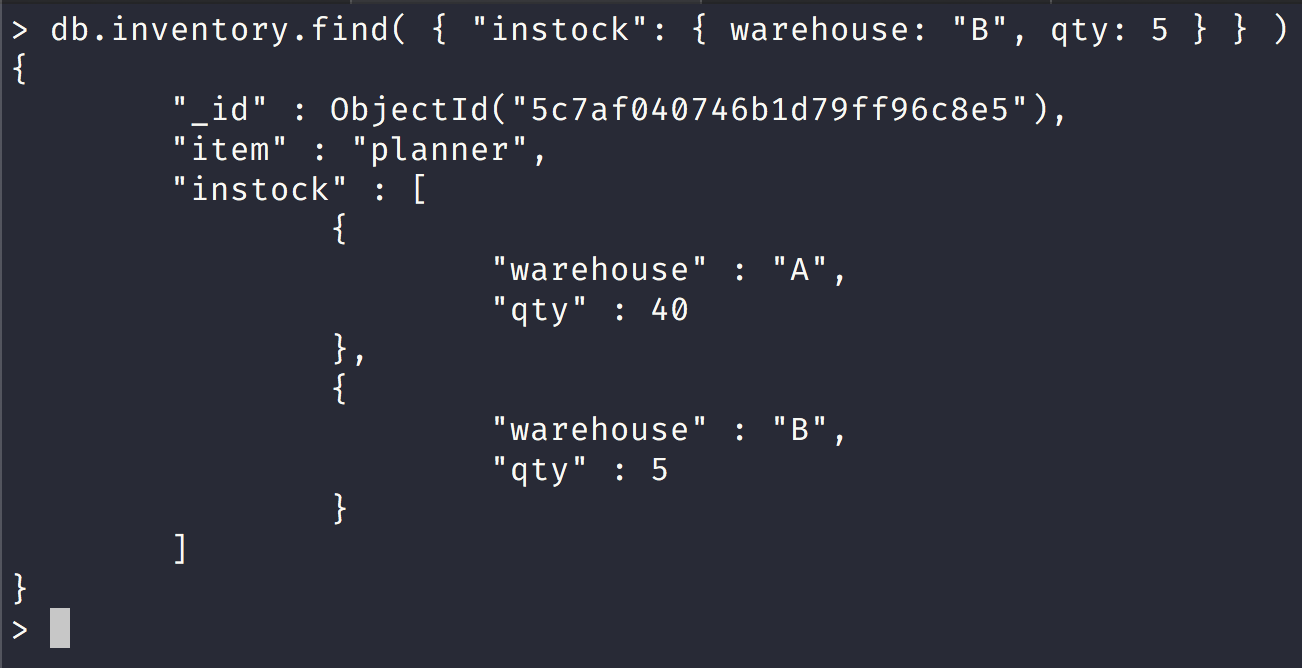 > db.inventory.find( { "instock": { warehouse: "B", qty: 5 } } )
{
        "_id" : ObjectId("5c7af040746b1d79ff96c8e5"),
        "item" : "planner",
        "instock" : [
                {
                        "warehouse" : "A",
                        "qty" : 40
                },
                {
                        "warehouse" : "B",
                        "qty" : 5
                }
        ]
}
>